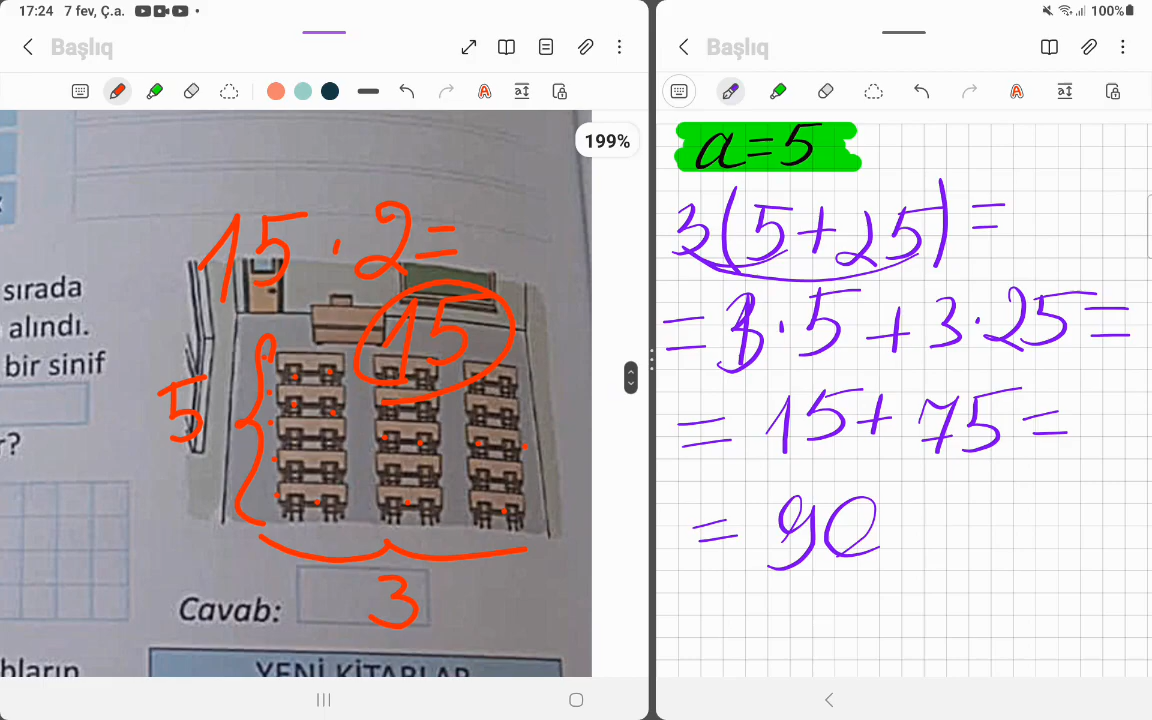 17:24 7 fev, Ç.a.
Başlıq
199%
15·2=
15
sırada
alındı.
bir sinif
5
r?
3
Cavab:
YENİ KİTABLAR
100%
Başlıq
a=5
3(5+25)=
=3·5+3·25=
=15+75=
=90